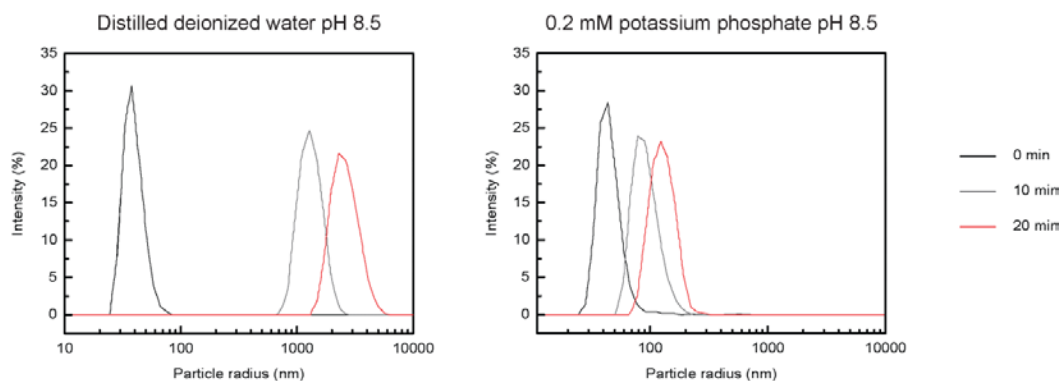 Distilled deionized water pH 8.5
35
30
25
20
15
10
5
0
Intensity (%)
10
100
1000
10000
Particle radius (nm)
0.2 mM potassium phosphate pH 8.5
35
30
25
20
15
10
5
0
Intensity (%)
100
1000
10000
Particle radius (nm)
0 min
10 min
20 min